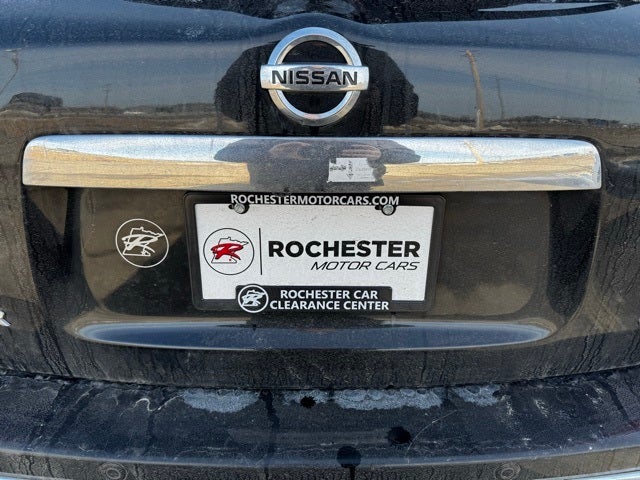 NISSAN
ROCHESTERMOTORCARS.COM
R
R
ROCHESTER
MOTOR CARS
R
ROCHESTER CAR
CLEARANCE CENTER